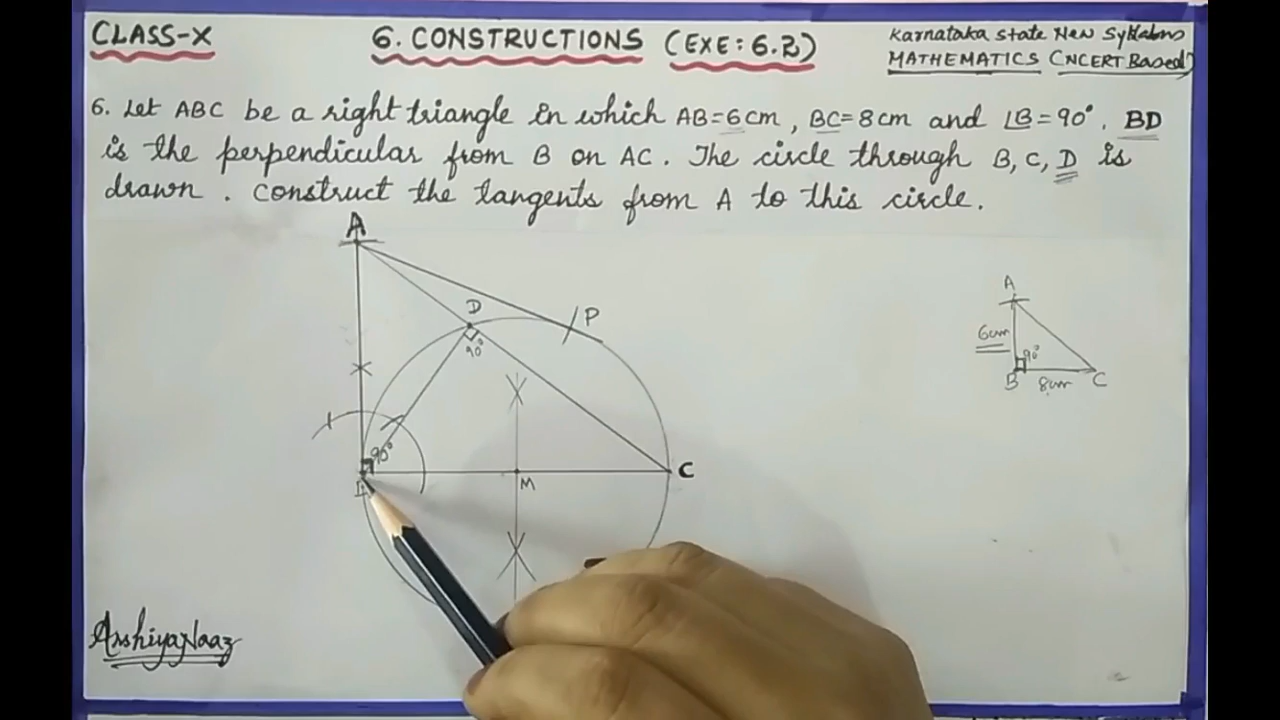 CLASS-X
6. CONSTRUCTIONS (EXE: 6.2)
Karnataka State New Syllabus
MATHEMATICS (NCERT Based)
6. Let ABC be a right triangle in which AB=6cm, BC=8cm and ∠B=90°. BD
is the perpendicular from B on AC. The circle through B, C, D is
drawn. Construct the tangents from A to this circle.
A
D
P
90°
90°
M
C
A
6cm
90°
B
8cm
C
ArshiyaNaaz